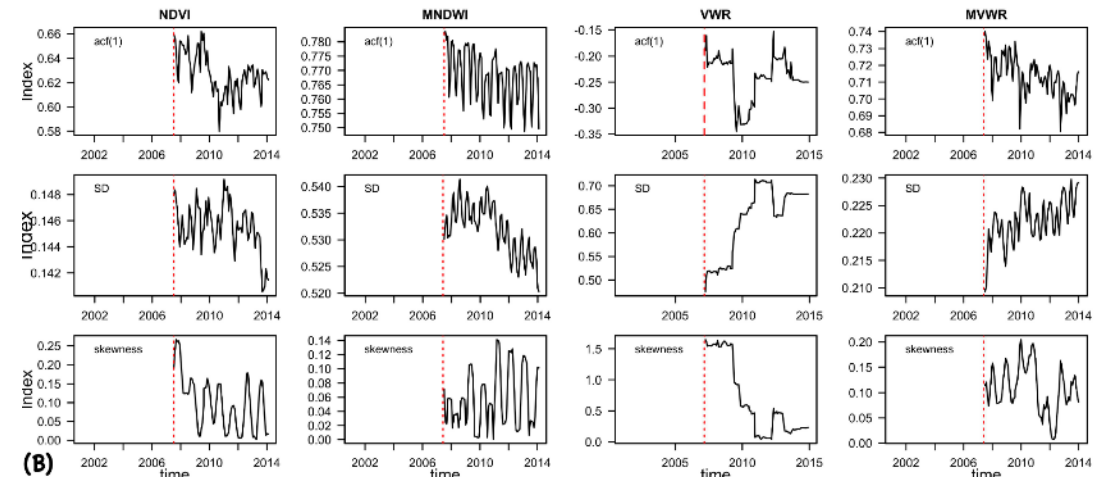 NDVI MNDWI VWR MVWR
Index
acf(1)
0.66
0.64
0.62
0.60
0.58
2002 2006 2010 2014
acf(1)
0.780
0.775
0.770
0.765
0.760
0.755
0.750
2002 2006 2010 2014
acf(1)
-0.15
-0.20
-0.25
-0.30
-0.35
2005 2010 2015
acf(1)
0.74
0.72
0.71
0.70
0.68
2002 2006 2010 2014
Index
SD
0.148
0.146
0.144
0.142
2002 2006 2010 2014
SD
0.540
0.535
0.530
0.525
0.520
2002 2006 2010 2014
SD
0.70
0.65
0.60
0.50
2005 2010 2015
SD
0.230
0.225
0.220
0.215
0.210
2002 2006 2010 2014
Index
skewness
0.25
0.20
0.15
0.10
0.05
0.00
2002 2006 2010 2014
time
skewness
0.14
0.12
0.10
0.08
0.06
0.04
0.02
0.00
2002 2006 2010 2014
time
skewness
1.5
1.0
0.5
0.0
2005 2010 2015
time
skewness
0.20
0.15
0.10
0.05
0.00
2002 2006 2010 2014
time
(B)